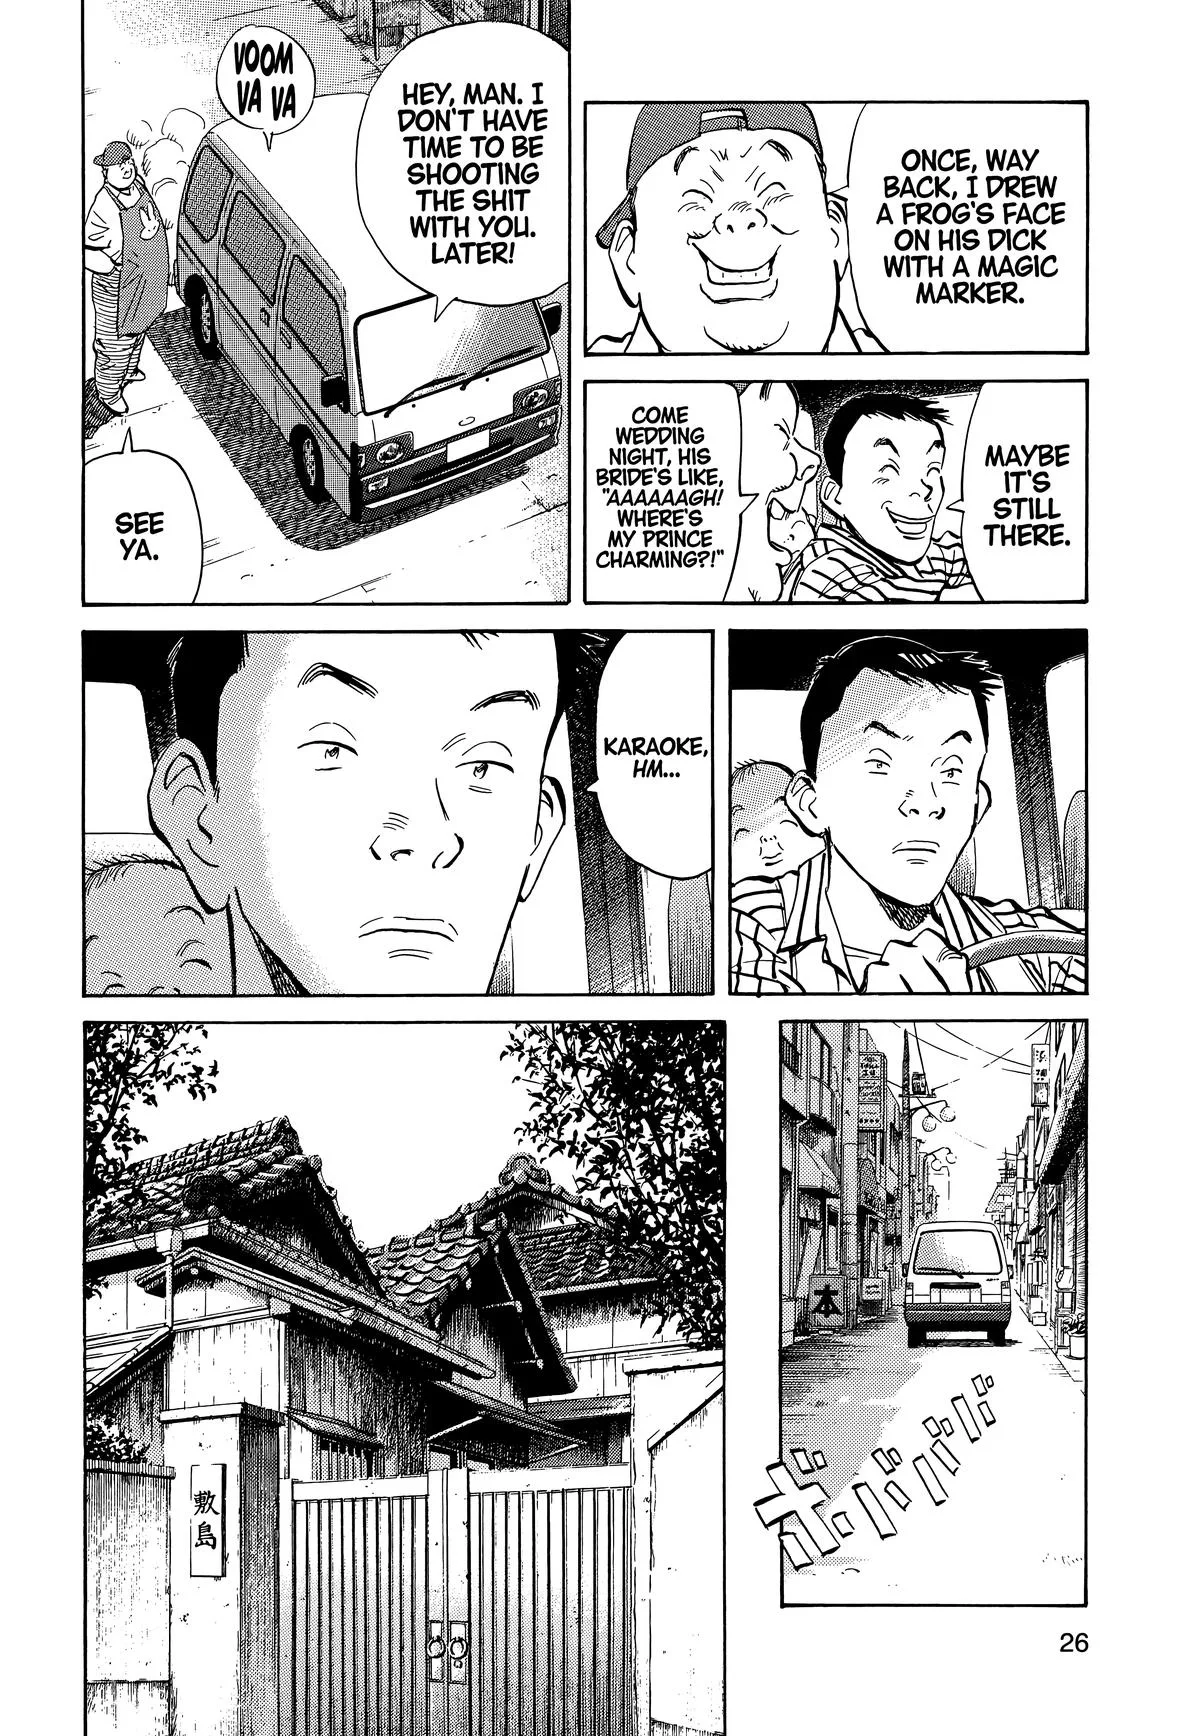 ONCE, WAY
BACK, I DREW
A FROG'S FACE
ON HIS DICK
WITH A MAGIC
MARKER.
MAYBE
IT'S
STILL
THERE.
COME
WEDDING
NIGHT, HIS
BRIDE'S LIKE,
"AAAAAAGH!
WHERE'S
MY PRINCE
CHARMING?!"
HEY, MAN. I
DON'T HAVE
TIME TO BE
SHOOTING
THE SHIT
WITH YOU.
LATER!
VOOM
VA VA
SEE
YA.
KARAOKE,
HM...
本
ボババババ
敷島
26